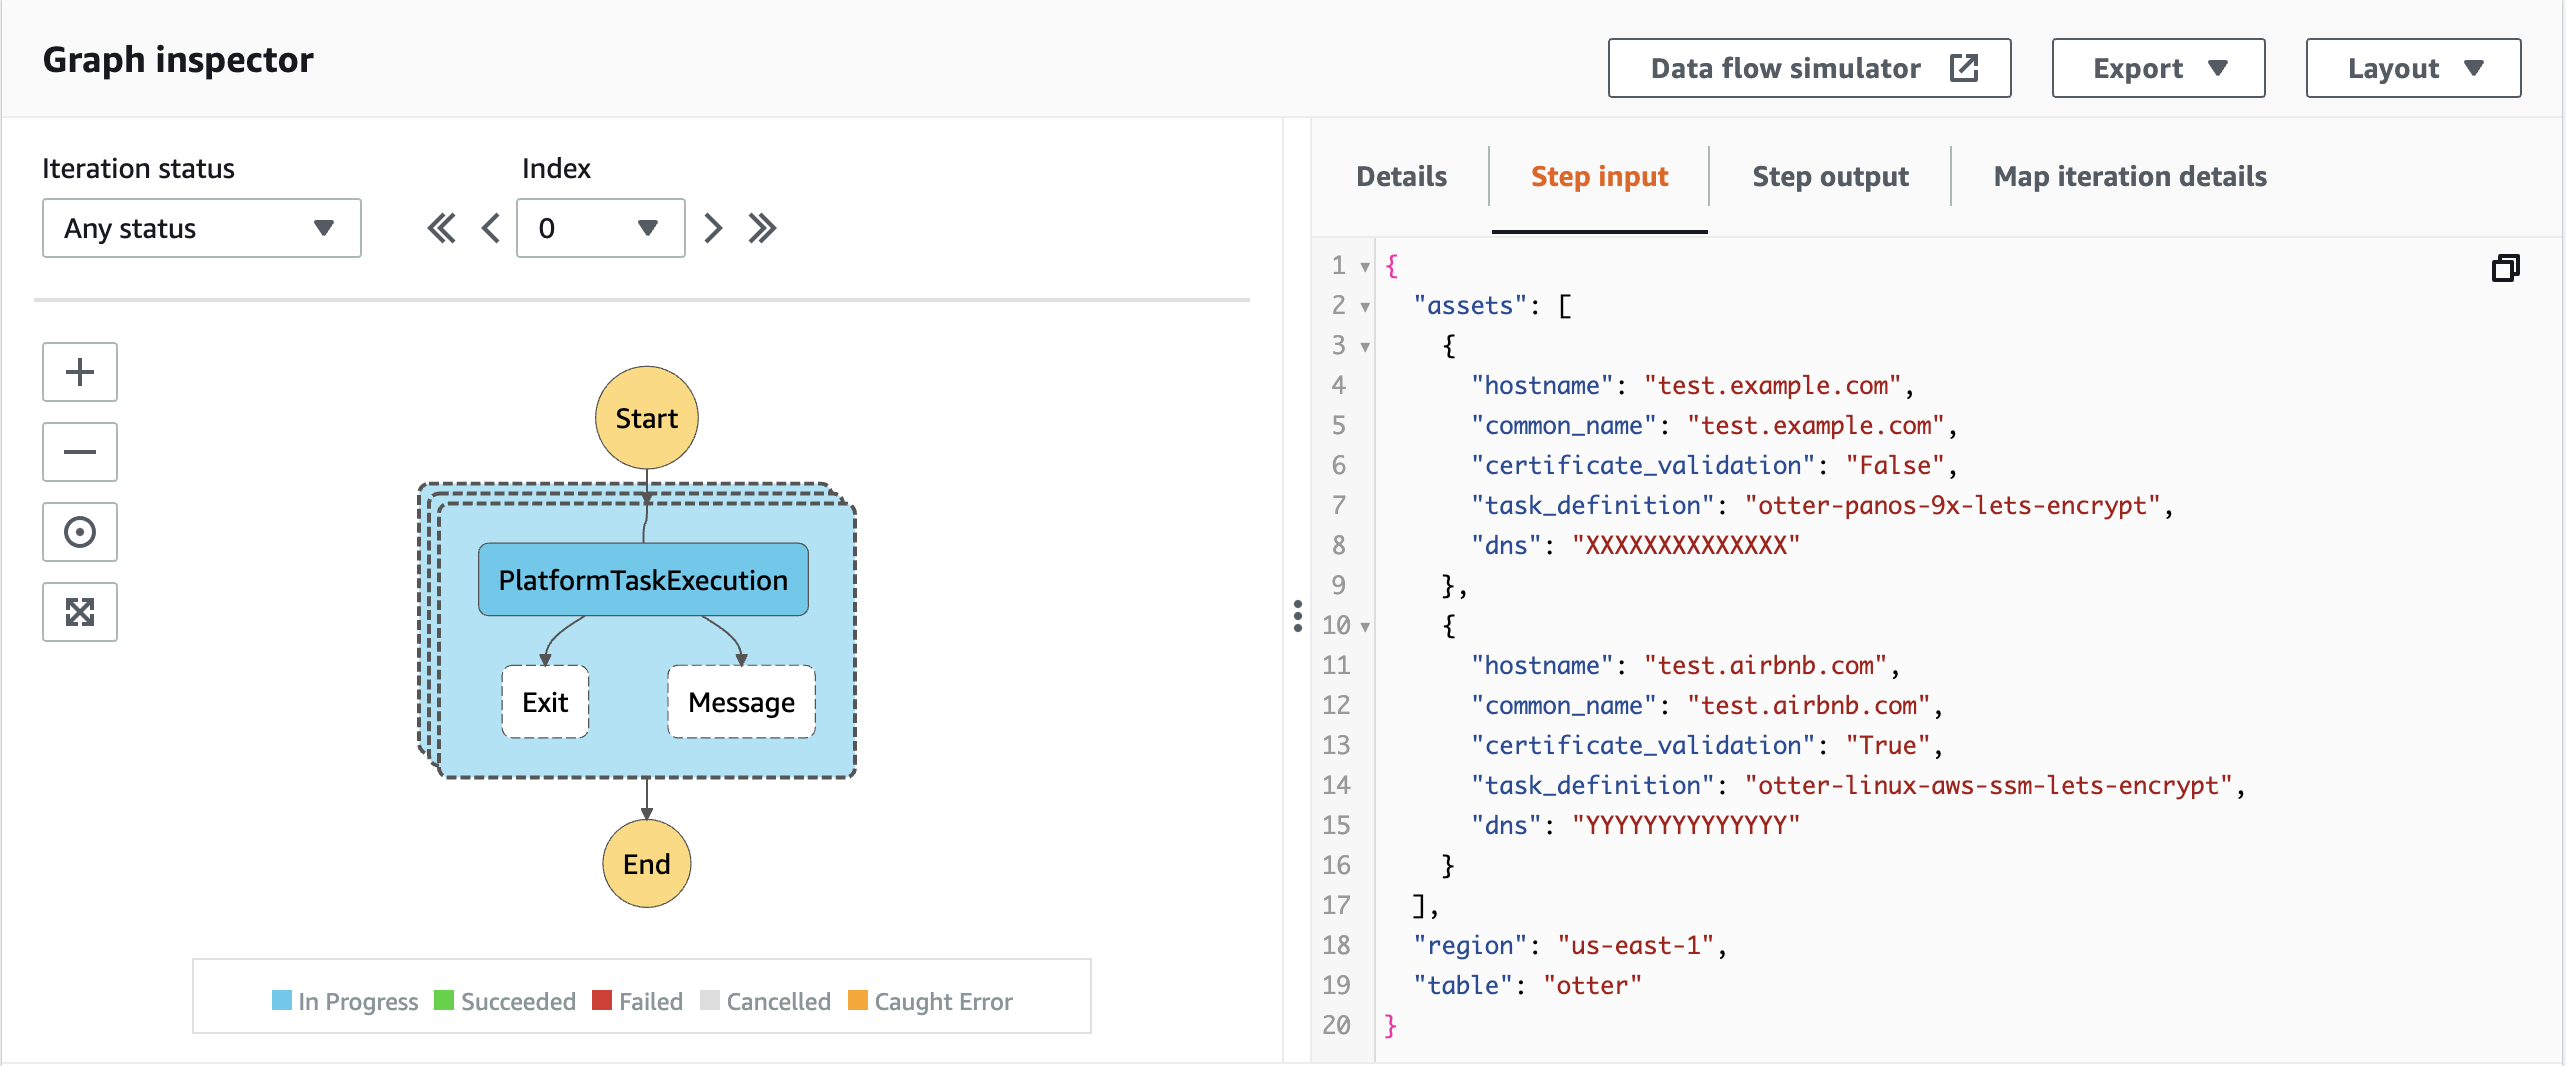 Graph inspector
Data flow simulator
Export
Layout
Iteration status
Index
Any status
0
Start
PlatformTaskExecution
Exit
Message
End
In Progress Succeeded Failed Cancelled Caught Error
Details
Step input
Step output
Map iteration details
1 {
2 "assets": [
3 {
4 "hostname": "test.example.com",
5 "common_name": "test.example.com",
6 "certificate_validation": "False",
7 "task_definition": "otter-panos-9x-lets-encrypt",
8 "dns": "XXXXXXXXXXXXXX"
9 },
10 {
11 "hostname": "test.airbnb.com",
12 "common_name": "test.airbnb.com",
13 "certificate_validation": "True",
14 "task_definition": "otter-linux-aws-ssm-lets-encrypt",
15 "dns": "YYYYYYYYYYYYYY"
16 }
17 ],
18 "region": "us-east-1",
19 "table": "otter"
20 }